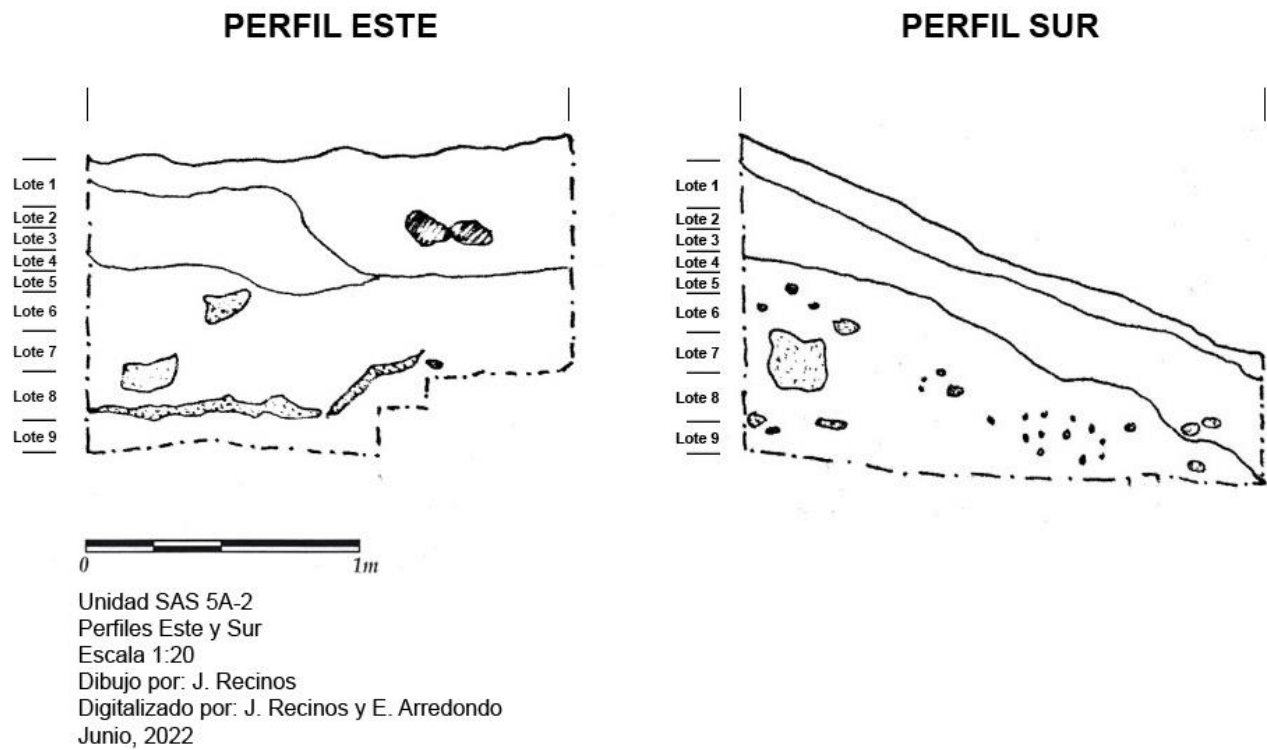 PERFIL ESTE
Lote 1
Lote 2
Lote 3
Lote 4
Lote 5
Lote 6
Lote 7
Lote 8
Lote 9
PERFIL SUR
Lote 1
Lote 2
Lote 3
Lote 4
Lote 5
Lote 6
Lote 7
Lote 8
Lote 9
0 1m
Unidad SAS 5A-2
Perfiles Este y Sur
Escala 1:20
Dibujo por: J. Recinos
Digitalizado por: J. Recinos y E. Arredondo
Junio, 2022